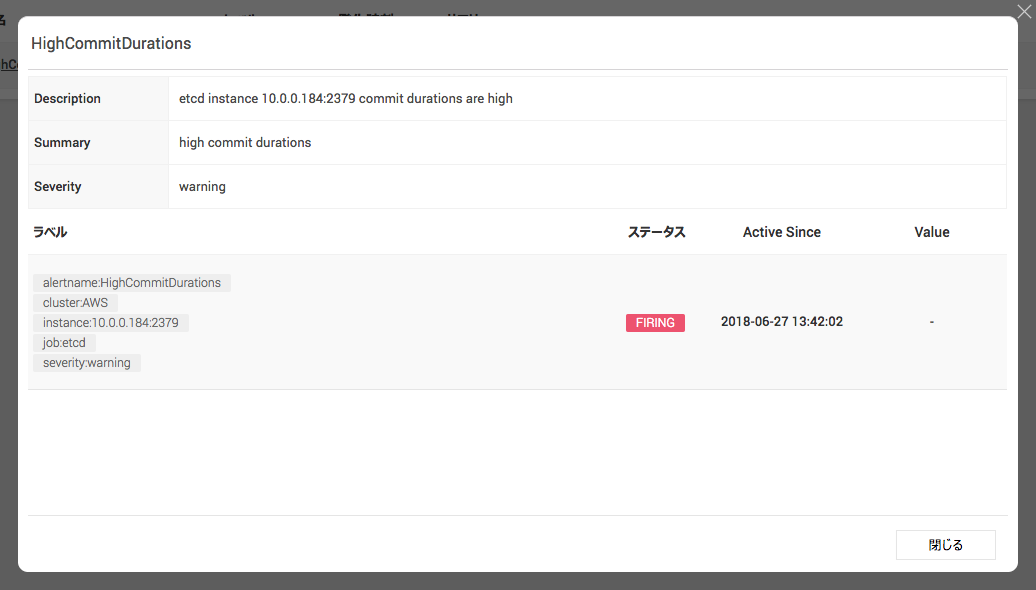 HighCommitDurations
Description etcd instance 10.0.0.184:2379 commit durations are high
Summary high commit durations
Severity warning
ラベル ステータス Active Since Value
alertname:HighCommitDurations
cluster:AWS
instance:10.0.0.184:2379
job:etcd
severity:warning
FIRING 2018-06-27 13:42:02 -
閉じる